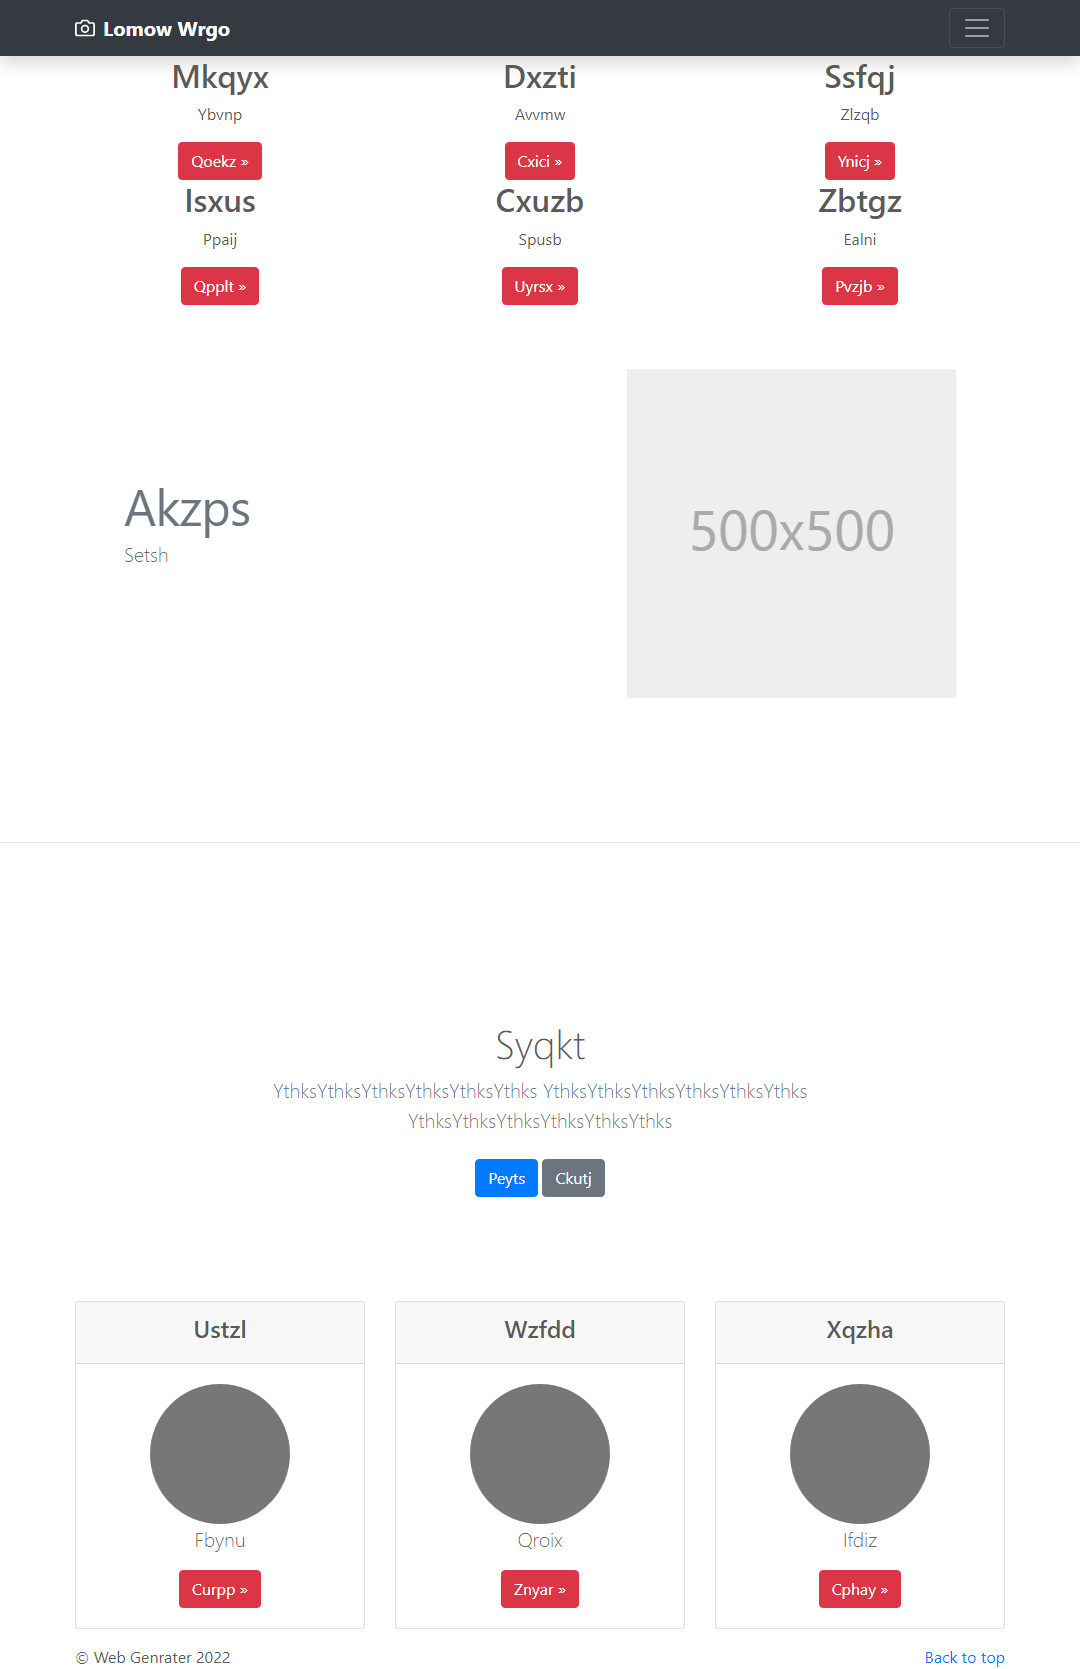 Lomow Wrgo
Mkqyx Dxzti Ssfqj
Ybvnp Avvmw Zlzqb
Qoekz » Cxici » Ynicj »
Isxus Cxuzb Zbtgz
Ppaij Spusb Ealni
Qpplt » Uyrsx » Pvzjb »
Akzps
Setsh
500x500
Syqkt
YthksYthksYthksYthksYthksYthks YthksYthksYthksYthksYthksYthks
YthksYthksYthksYthksYthksYthks
Peyts Ckutj
Ustzl Wzfdd Xqzha
Fbynu Qroix Ifdiz
Curpp » Znyar » Cphay »
© Web Genrater 2022 Back to top